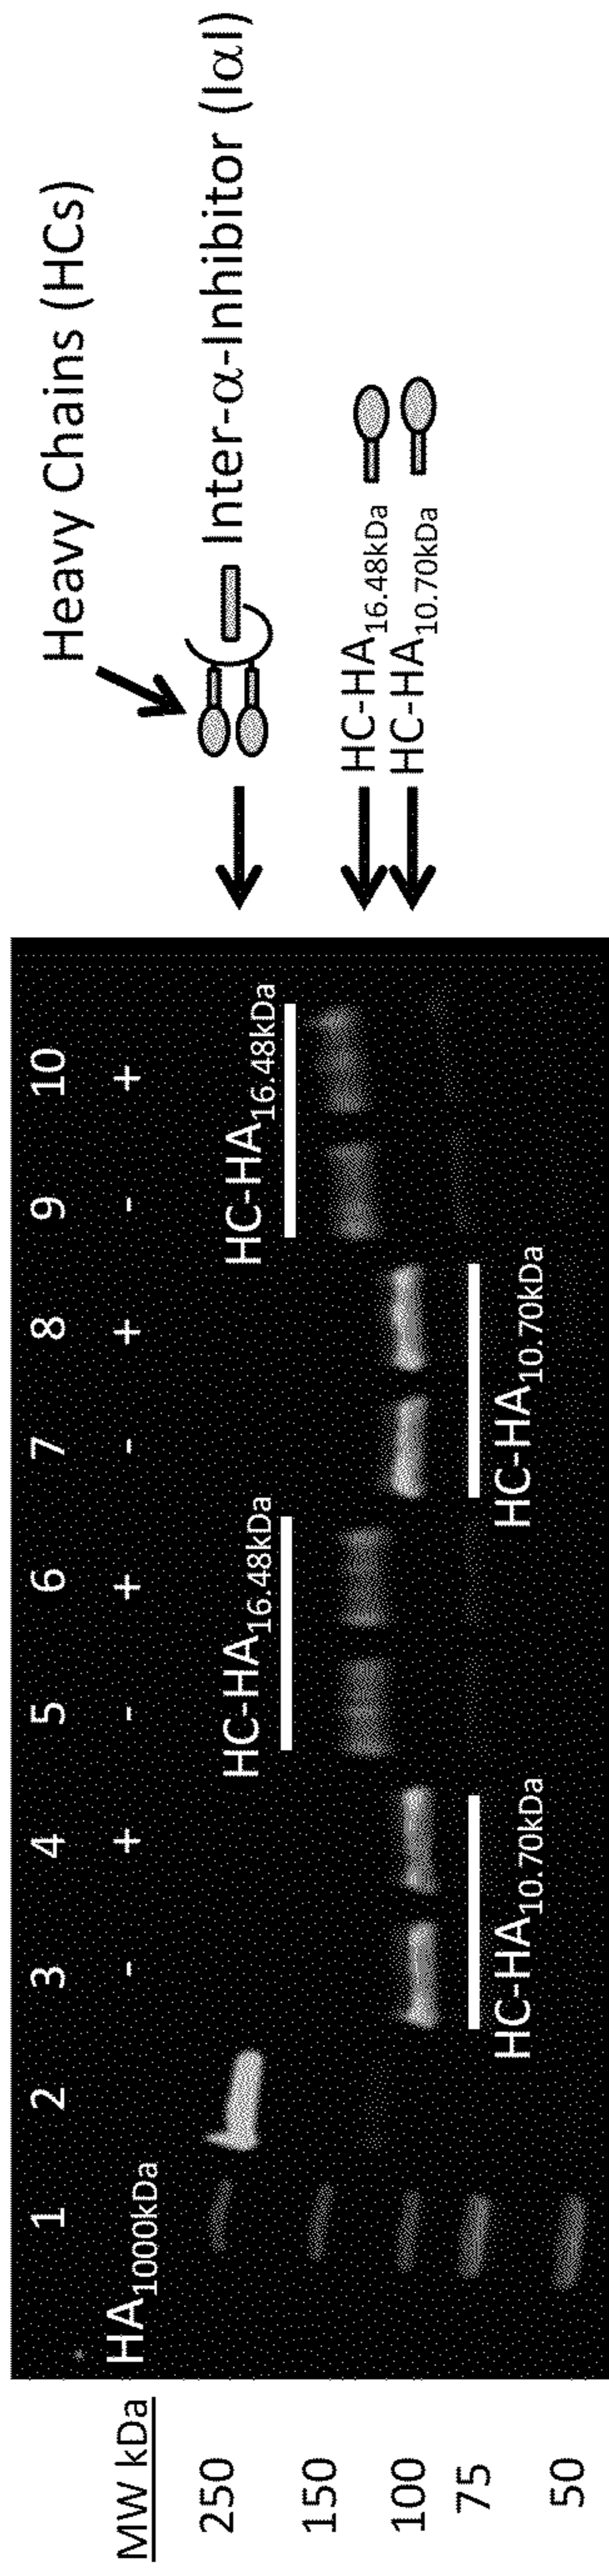 Heavy Chains (HCs)
1 2 3 4 5 6 7 8 9 10
MW kDa
HA1000kDa - + - + - + - +
250
HC-HA16.48kDa HC-HA16.48kDa
Inter-α-Inhibitor (IαI)
150
HC-HA16.48kDa
100
HC-HA10.70kDa
75
HC-HA10.70kDa HC-HA10.70kDa
50